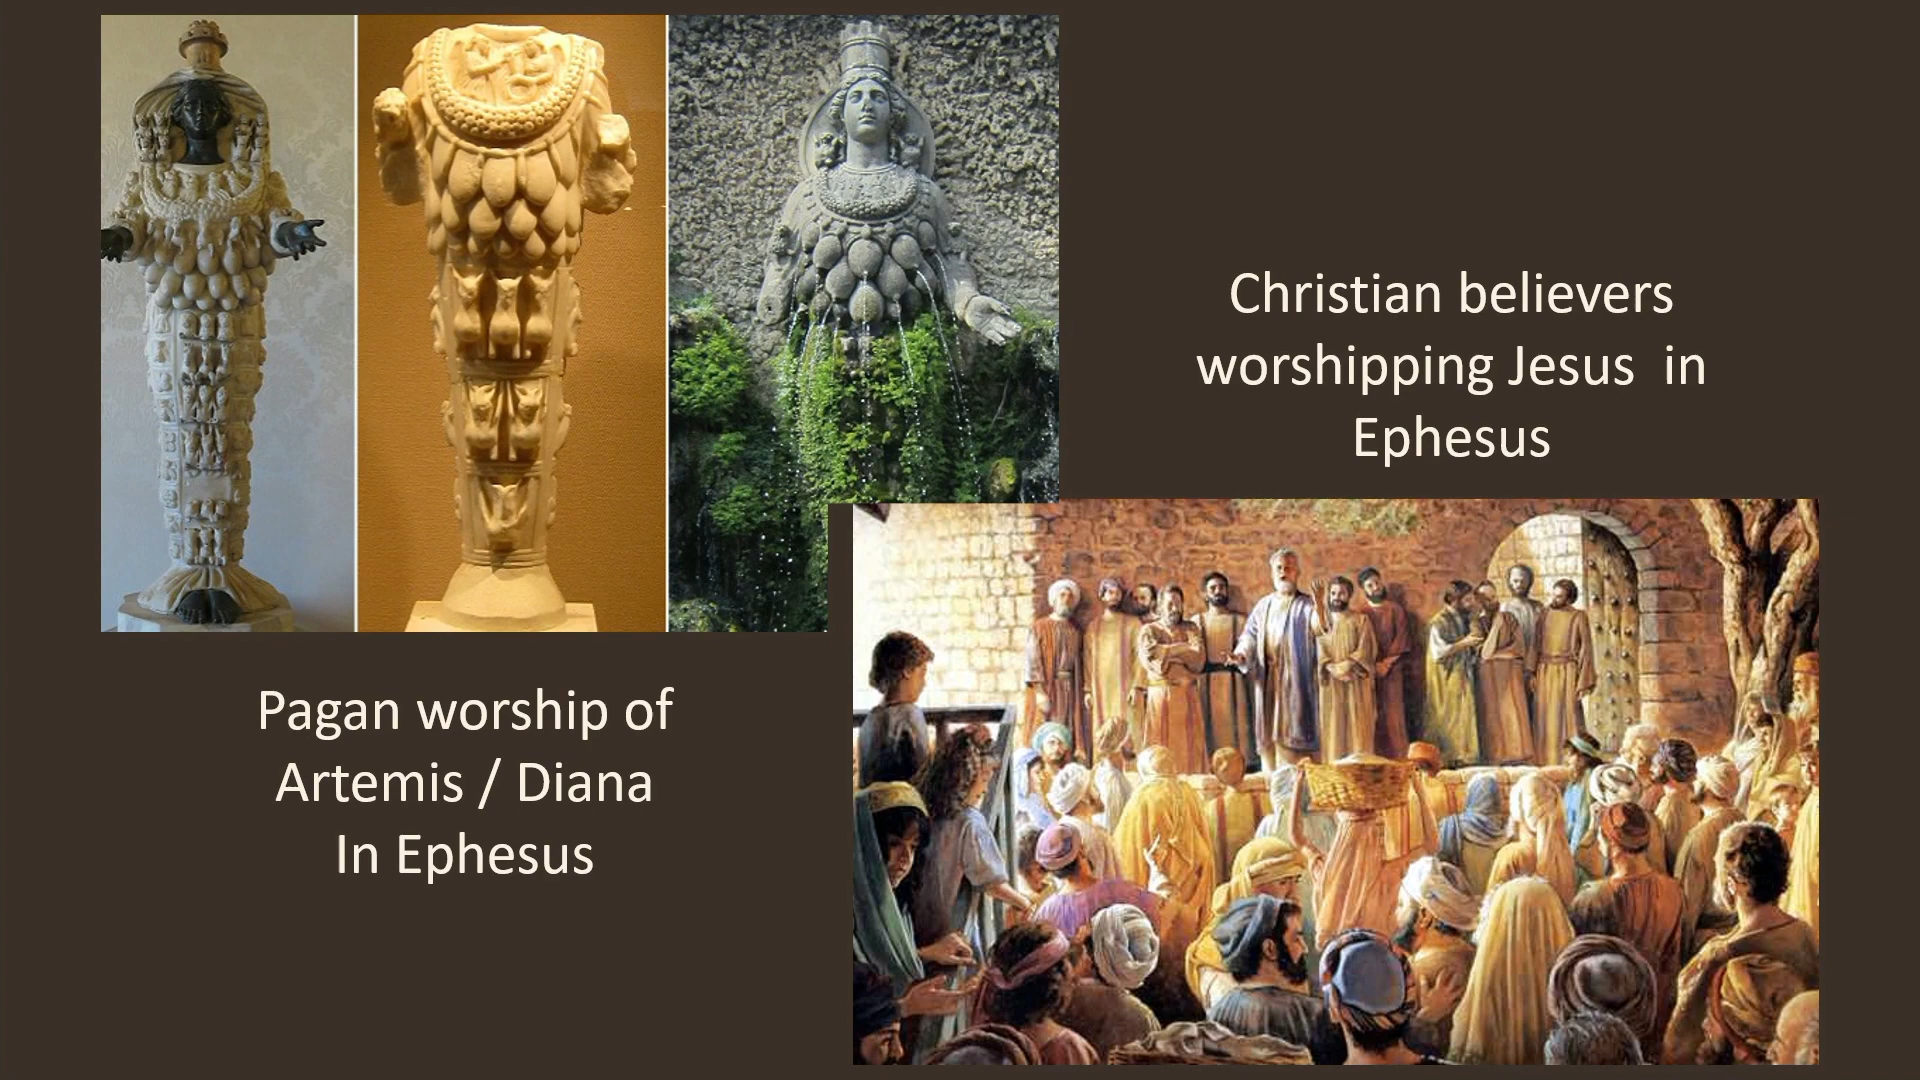 Christian believers
worshipping Jesus  in
Ephesus
Pagan worship of
Artemis / Diana
In Ephesus